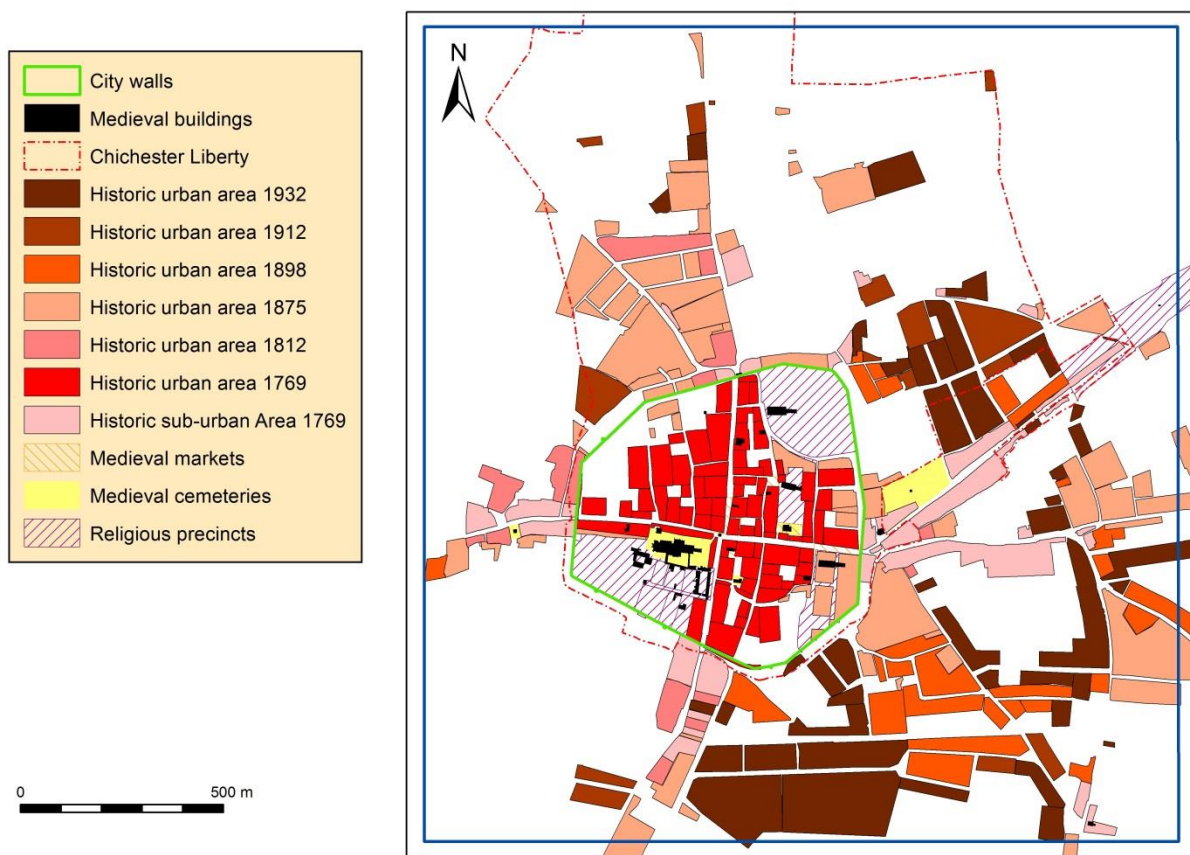 City walls
Medieval buildings
Chichester Liberty
Historic urban area 1932
Historic urban area 1912
Historic urban area 1898
Historic urban area 1875
Historic urban area 1812
Historic urban area 1769
Historic sub-urban Area 1769
Medieval markets
Medieval cemeteries
Religious precincts
0 500 m
N